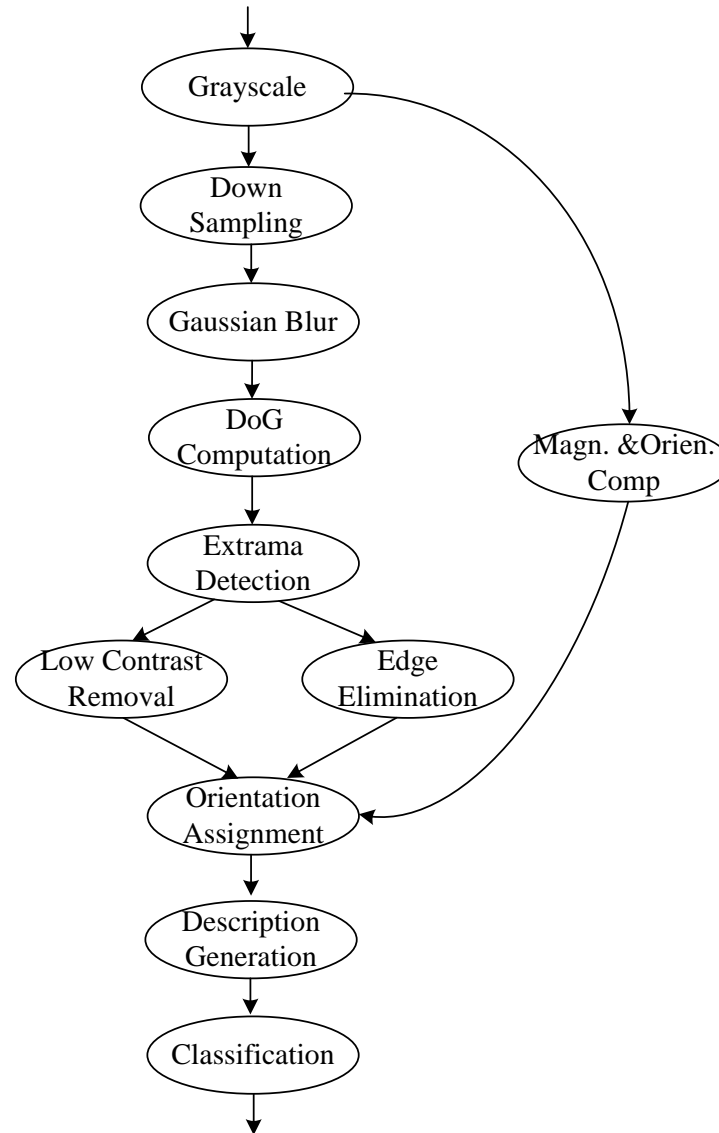 Grayscale
Down
Sampling
Gaussian Blur
DoG
Computation
Magn. &Orien.
Comp
Extrama
Detection
Low Contrast
Removal
Edge
Elimination
Orientation
Assignment
Description
Generation
Classification